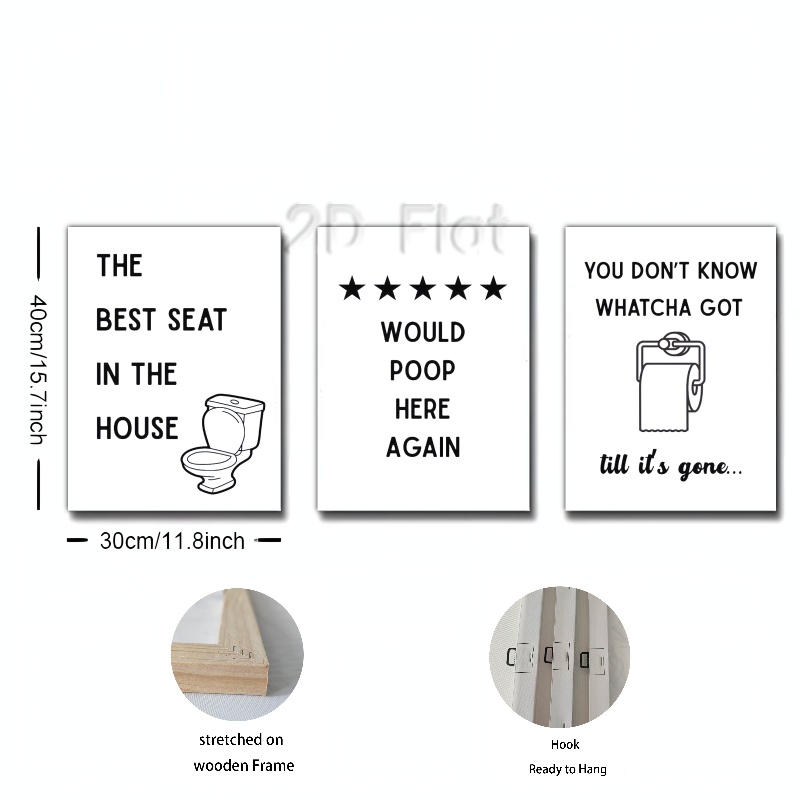 2D Flat
THE
BEST SEAT
IN THE
HOUSE
★★★★★
WOULD
POOP
HERE
AGAIN
YOU DON'T KNOW
WHATCHA GOT
till it's gone...
40cm/15.7inch
30cm/11.8inch
stretched on
wooden Frame
Hook
Ready to Hang